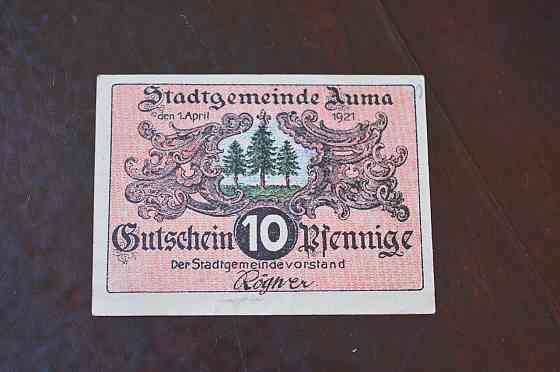 Stadtgemeinde Auma
den 1. April 1921
Gutschein 10 Pfennige
Der Stadtgemeindevorstand